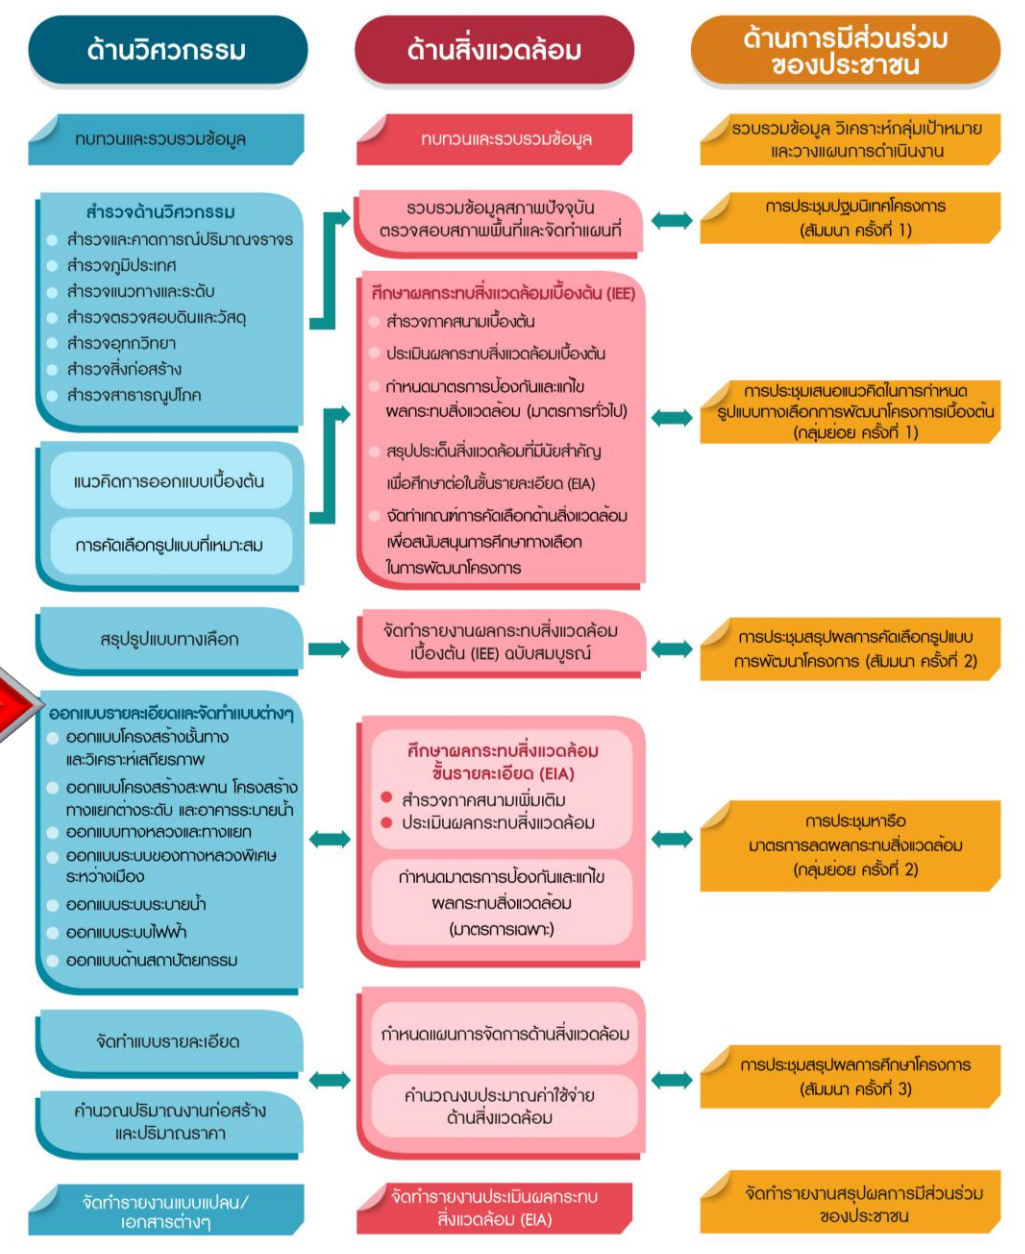 ด้านวิศวกรรม
ทบทวนและรวบรวมข้อมูล
สำรวจด้านวิศวกรรม
สำรวจและคาดการณ์ปริมาณจราจร
สำรวจภูมิประเทศ
สำรวจแนวทางและระดับ
สำรวจตรวจสอบดินและวัสดุ
สำรวจอุทกวิทยา
สำรวจสิ่งก่อสร้าง
สำรวจสาธารณูปโภค
แนวคิดการออกแบบเบื้องต้น
การคัดเลือกรูปแบบที่เหมาะสม
สรุปรูปแบบทางเลือก
ออกแบบรายละเอียดและจัดทำแบบต่างๆ
ออกแบบโครงสร้างชั้นทาง
และวิเคราะห์เสถียรภาพ
ออกแบบโครงสร้างสะพาน โครงสร้าง
ทางแยกต่างระดับ และอาคารระบายน้ำ
ออกแบบทางหลวงและทางแยก
ออกแบบระบบของทางหลวงพิเศษ
ระหว่างเมือง
ออกแบบระบบระบายน้ำ
ออกแบบระบบไฟฟ้า
ออกแบบด้านสถาปัตยกรรม
จัดทำแบบรายละเอียด
คำนวณปริมาณงานก่อสร้าง
และปริมาณราคา
จัดทำรายงานแบบแปลน/
เอกสารต่างๆ
ด้านสิ่งแวดล้อม
ทบทวนและรวบรวมข้อมูล
รวบรวมข้อมูลสภาพปัจจุบัน
ตรวจสอบสภาพพื้นที่และจัดทำแผนที่
ศึกษาผลกระทบสิ่งแวดล้อมเบื้องต้น (IEE)
สำรวจภาคสนามเบื้องต้น
ประเมินผลกระทบสิ่งแวดล้อมเบื้องต้น
กำหนดมาตรการป้องกันและแก้ไข
ผลกระทบสิ่งแวดล้อม (มาตรการทั่วไป)
สรุปประเด็นสิ่งแวดล้อมที่มีนัยสำคัญ
เพื่อศึกษาต่อในขั้นรายละเอียด (EIA)
จัดทำเกณฑ์การคัดเลือกด้านสิ่งแวดล้อม
เพื่อสนับสนุนการศึกษาทางเลือก
ในการพัฒนาโครงการ
จัดทำรายงานผลกระทบสิ่งแวดล้อม
เบื้องต้น (IEE) ฉบับสมบูรณ์
ศึกษาผลกระทบสิ่งแวดล้อม
ขั้นรายละเอียด (EIA)
สำรวจภาคสนามเพิ่มเติม
ประเมินผลกระทบสิ่งแวดล้อม
กำหนดมาตรการป้องกันและแก้ไข
ผลกระทบสิ่งแวดล้อม
(มาตรการเฉพาะ)
กำหนดแผนการจัดการด้านสิ่งแวดล้อม
คำนวณงบประมาณค่าใช้จ่าย
ด้านสิ่งแวดล้อม
จัดทำรายงานประเมินผลกระทบ
สิ่งแวดล้อม (EIA)
ด้านการมีส่วนร่วม
ของประชาชน
รวบรวมข้อมูล วิเคราะห์กลุ่มเป้าหมาย
และวางแผนการดำเนินงาน
การประชุมปฐมนิเทศโครงการ
(สัมมนา ครั้งที่ 1)
การประชุมเสนอแนวคิดในการกำหนด
รูปแบบทางเลือกการพัฒนาโครงการเบื้องต้น
(กลุ่มย่อย ครั้งที่ 1)
การประชุมสรุปผลการคัดเลือกรูปแบบ
การพัฒนาโครงการ (สัมมนา ครั้งที่ 2)
การประชุมหารือ
มาตรการลดผลกระทบสิ่งแวดล้อม
(กลุ่มย่อย ครั้งที่ 2)
การประชุมสรุปผลการศึกษาโครงการ
(สัมมนา ครั้งที่ 3)
จัดทำรายงานสรุปผลการมีส่วนร่วม
ของประชาชน